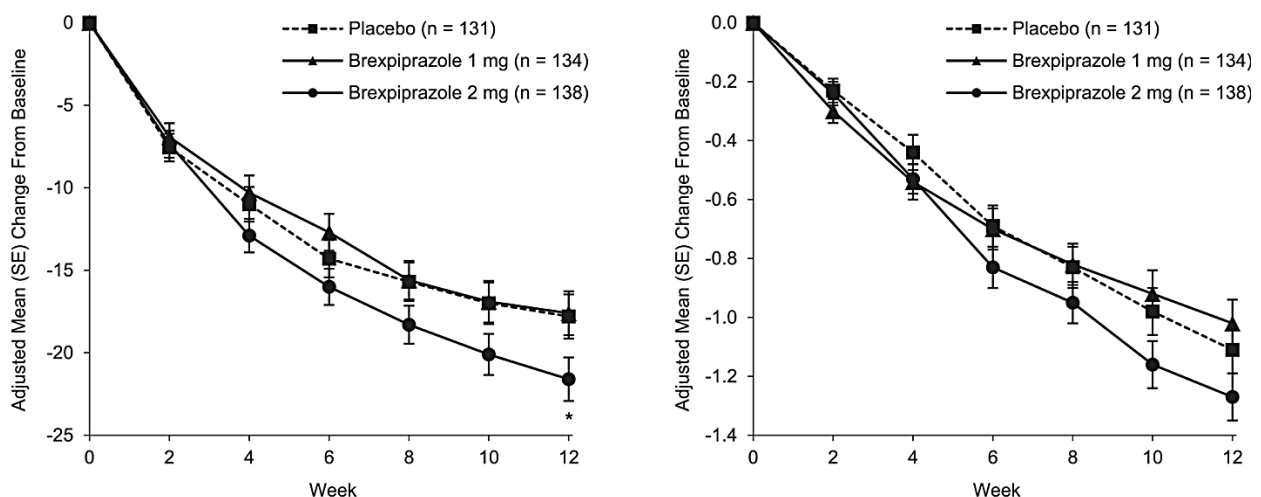 Adjusted Mean (SE) Change From Baseline
0
-5
-10
-15
-20
-25
Placebo (n = 131)
Brexpiprazole 1 mg (n = 134)
Brexpiprazole 2 mg (n = 138)
*
0 2 4 6 8 10 12
Week
Adjusted Mean (SE) Change From Baseline
0.0
-0.2
-0.4
-0.6
-0.8
-1.0
-1.2
-1.4
Placebo (n = 131)
Brexpiprazole 1 mg (n = 134)
Brexpiprazole 2 mg (n = 138)
0 2 4 6 8 10 12
Week